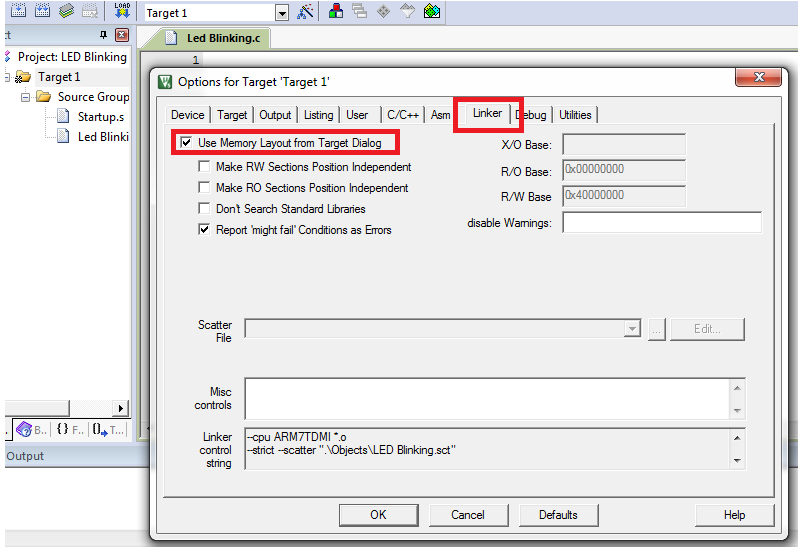 LOAD
Target 1
ct
Led Blinking.c
Project: LED Blinking
Target 1
Source Group
Startup.s
Led Blinki
1
Options for Target 'Target 1'
Device Target Output Listing User C/C++ Asm Linker Debug Utilities
Use Memory Layout from Target Dialog
Make RW Sections Position Independent
Make RO Sections Position Independent
Don't Search Standard Libraries
Report 'might fail' Conditions as Errors
X/O Base:
R/O Base: 0x00000000
R/W Base 0x40000000
disable Warnings:
Scatter
File
... Edit...
Misc
controls
Linker
control
string
--cpu ARM7TDMI *.o
--strict --scatter ".\Objects\LED Blinking.sct"
B... {} F... 0 T...
Output
OK Cancel Defaults Help